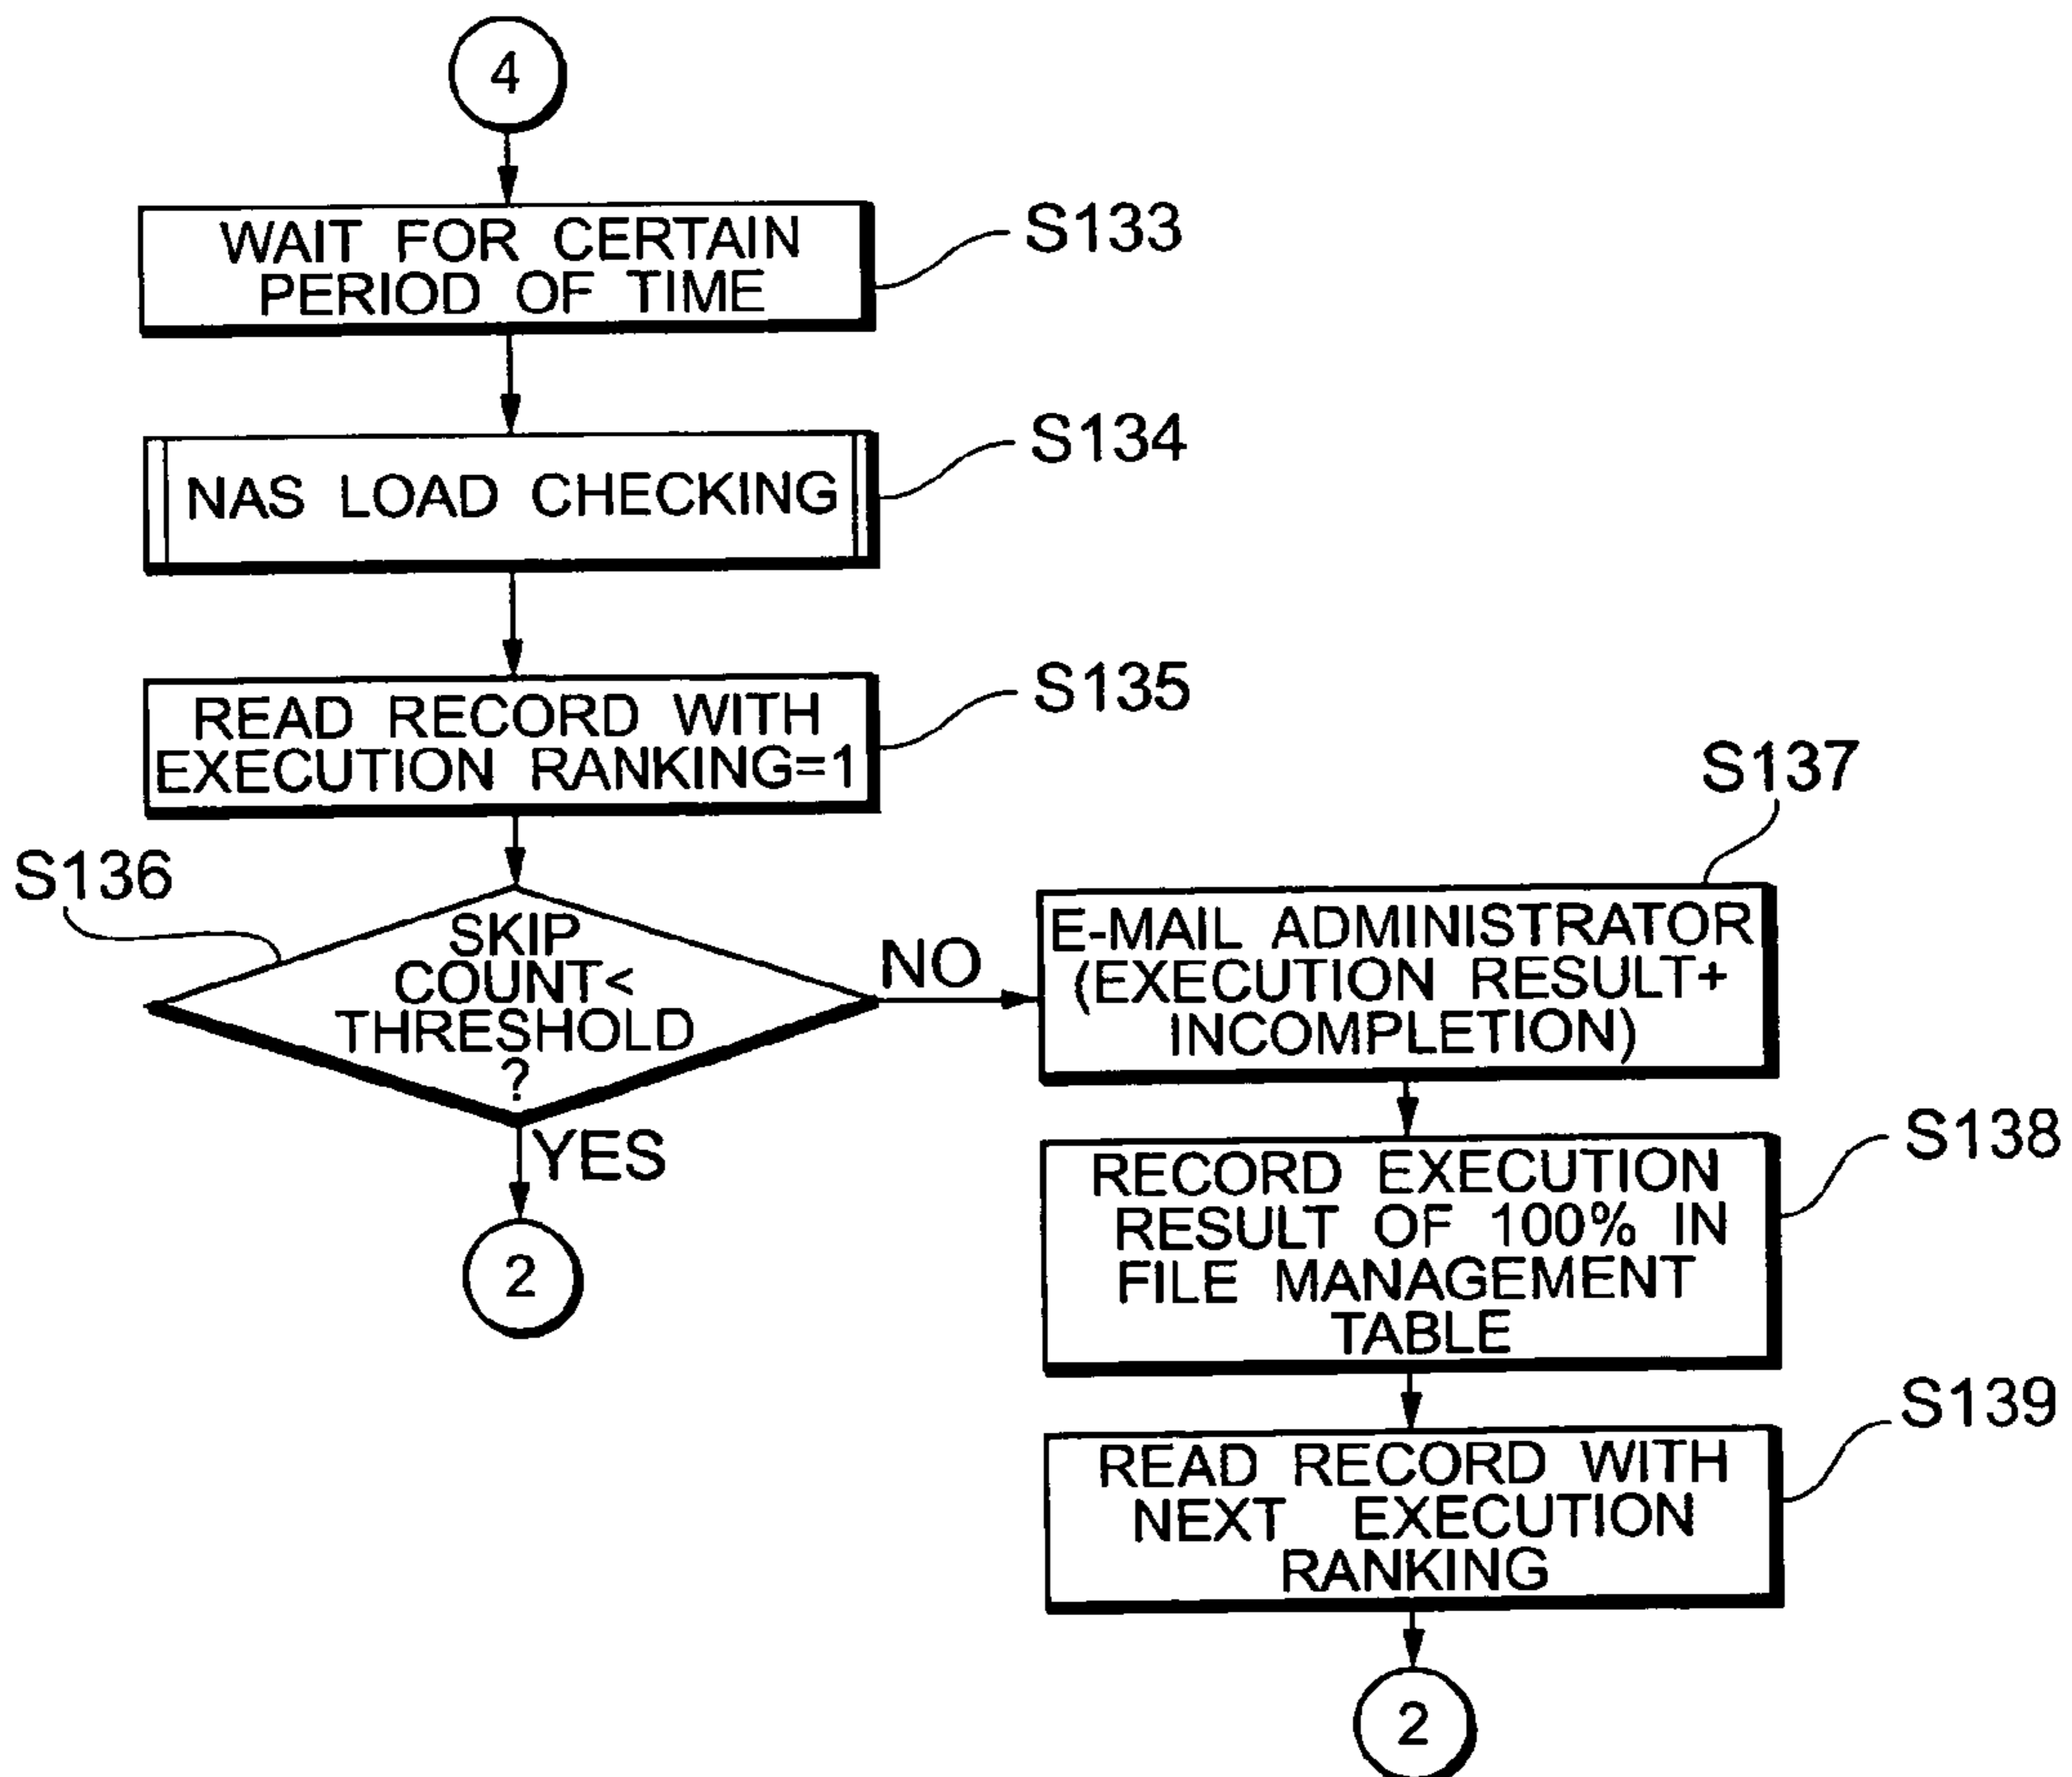 4
WAIT FOR CERTAIN
PERIOD OF TIME
S133
NAS LOAD CHECKING
S134
READ RECORD WITH
EXECUTION RANKING=1
S135
S136
SKIP
COUNT<
THRESHOLD
?
NO
YES
2
S137
E-MAIL ADMINISTRATOR
(EXECUTION RESULT+
INCOMPLETION)
RECORD EXECUTION
RESULT OF 100% IN
FILE MANAGEMENT
TABLE
S138
READ RECORD WITH
NEXT EXECUTION
RANKING
S139
2